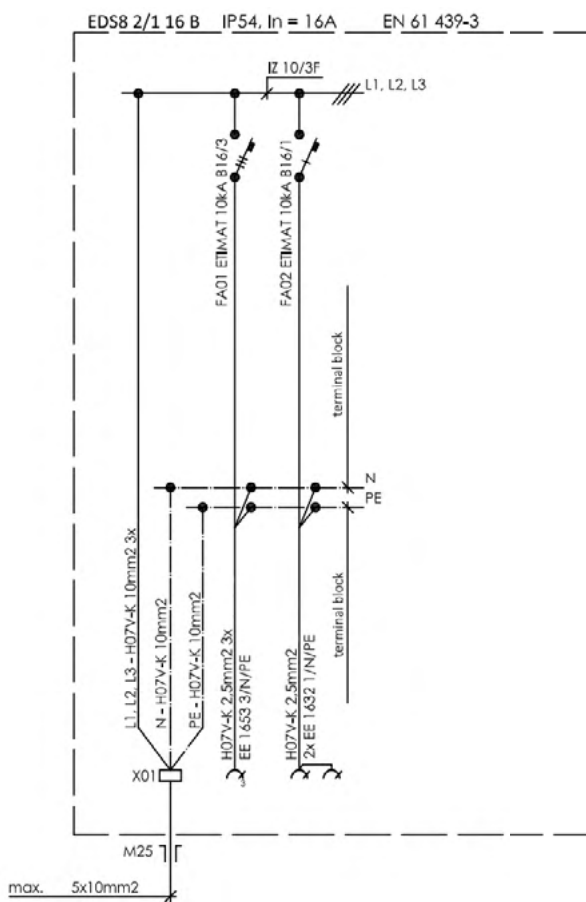 EDS8 2/1 16 B IP54, In = 16A EN 61 439-3
IZ 10/3F
L1, L2, L3
FA01 ETIMAT 10kA B16/3
FA02 ETIMAT 10kA B16/1
terminal block
N
PE
L1, L2, L3 - H07V-K 10mm2 3x
N - H07V-K 10mm2
PE - H07V-K 10mm2
H07V-K 2,5mm2 3x
EE 1653 3/N/PE
H07V-K 2,5mm2
2x EE 1632 1/N/PE
terminal block
X01
3
M25
max. 5x10mm2